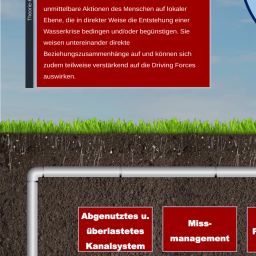 unmittelbare Aktionen des Menschen auf lokaler
Ebene, die in direkter Weise die Entstehung einer
Wasserkrise bedingen und/oder begünstigen. Sie
weisen untereinander direkte
Beziehungszusammenhänge auf und können sich
zudem teilweise verstärkend auf die Driving Forces
auswirken.
Theorie
Abgenutztes u.
überlastetes
Kanalsystem
Miss-
management